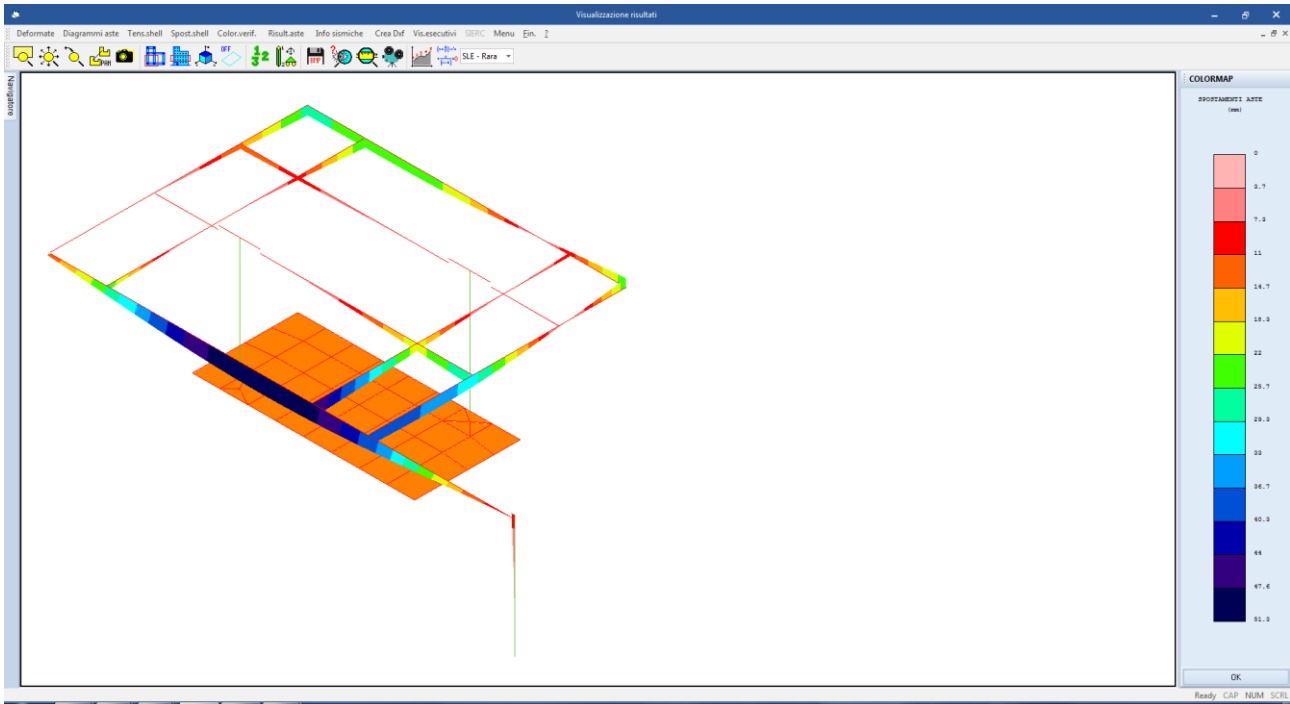 Visualizzazione risultati
Deformate Diagrammi aste Tens.shell Spost.shell Color.verif. Risult.aste Info sismiche Crea Dxf Vis.esecutivi SIERC Menu Fin. ?
PAN OFF SLE - Rara
Navigatore
COLORMAP
SPOSTAMENTI ASTE
(mm)
0
3.7
7.3
11
14.7
18.3
22
25.7
29.3
33
36.7
40.3
44
47.6
51.3
OK
Ready CAP NUM SCRL